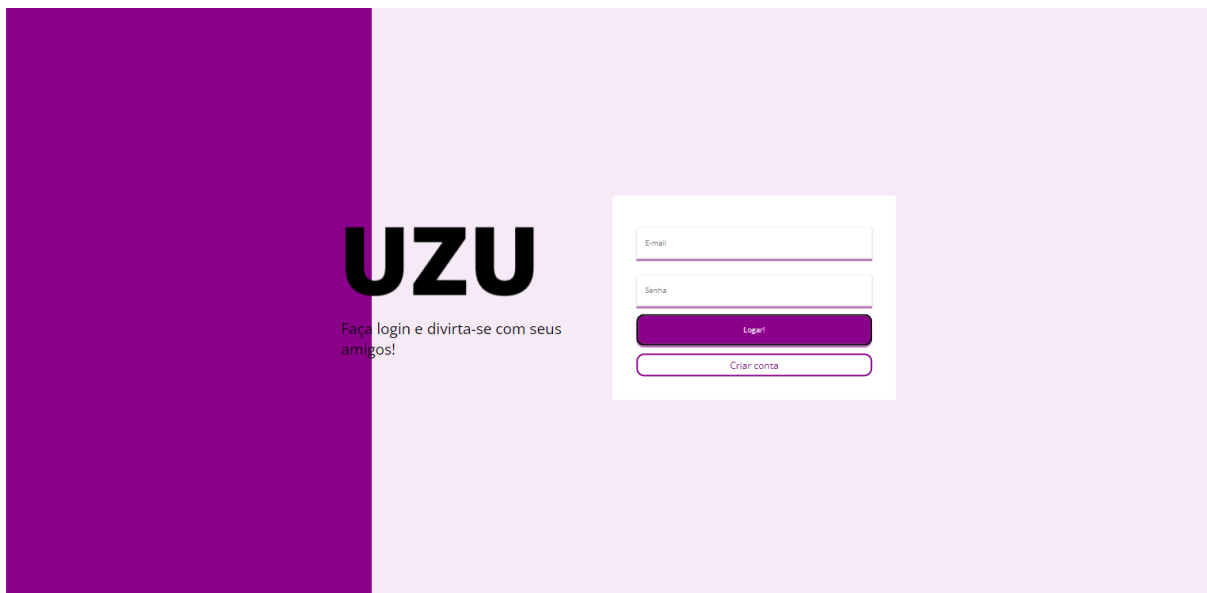 UZU
Faça login e divirta-se com seus
amigos!
E-mail
Senha
Logar!
Criar conta